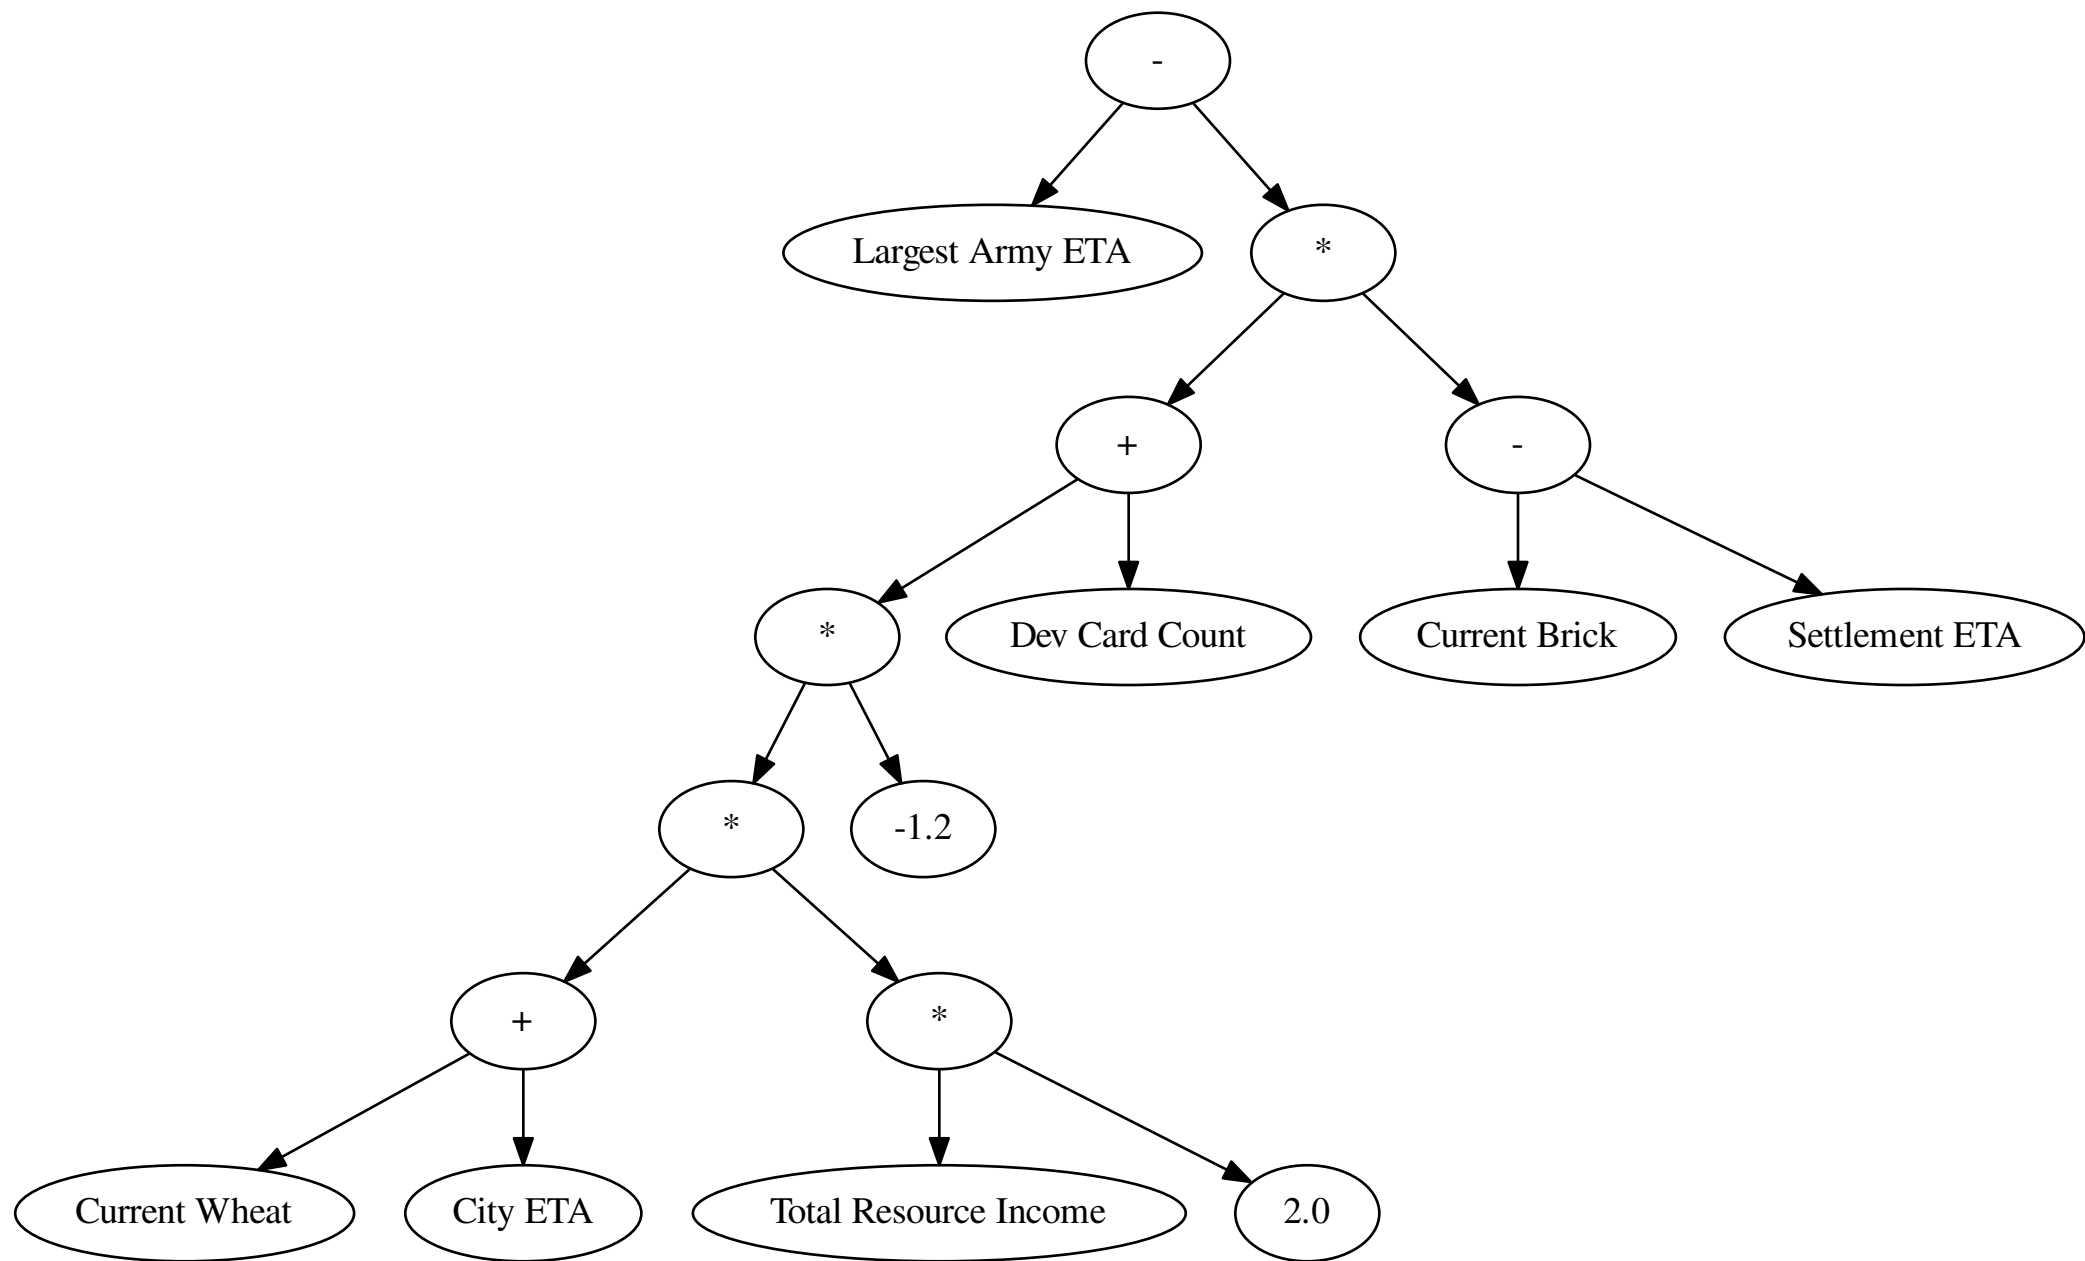 -
Largest Army ETA
*
+
-
*
Dev Card Count
Current Brick
Settlement ETA
*
-1.2
+
*
Current Wheat
City ETA
Total Resource Income
2.0